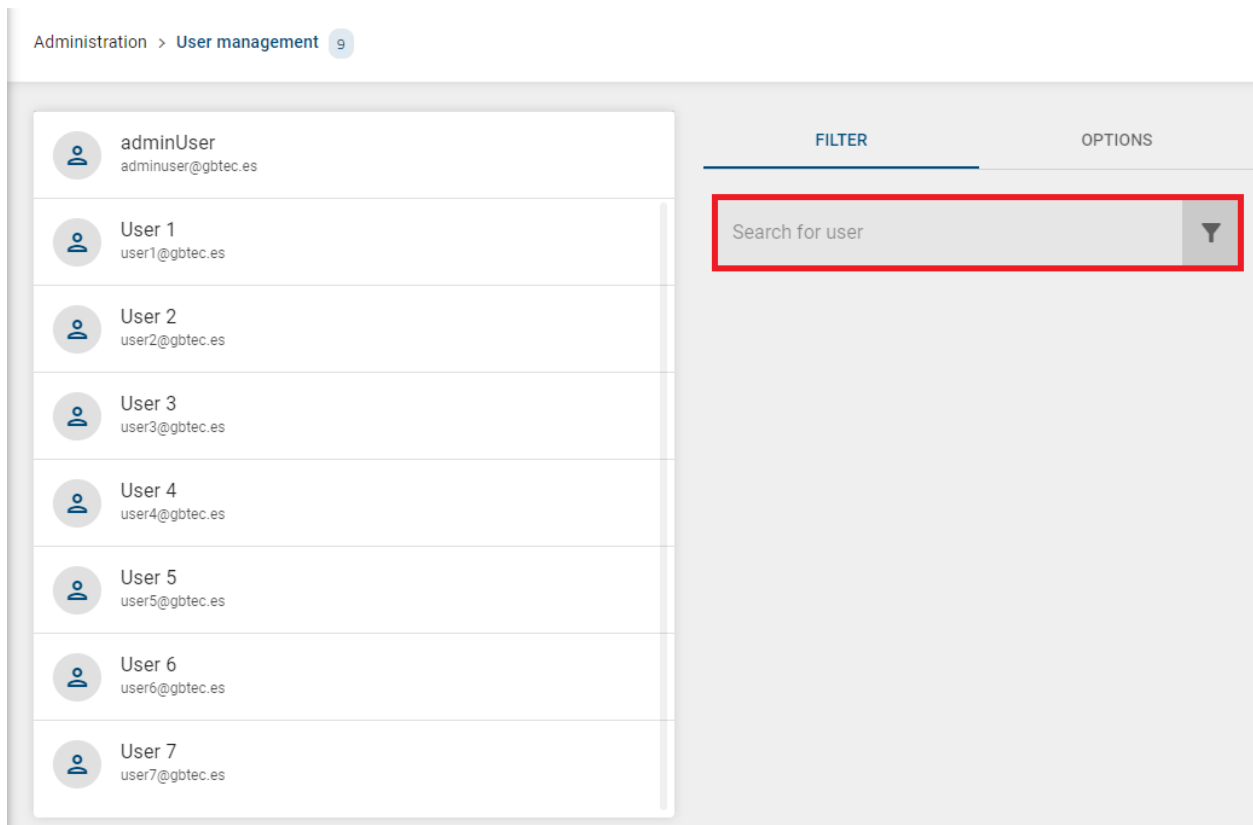 Administration > User management 9
adminUser
adminuser@gbtec.es
User 1
user1@gbtec.es
User 2
user2@gbtec.es
User 3
user3@gbtec.es
User 4
user4@gbtec.es
User 5
user5@gbtec.es
User 6
user6@gbtec.es
User 7
user7@gbtec.es
FILTER OPTIONS
Search for user